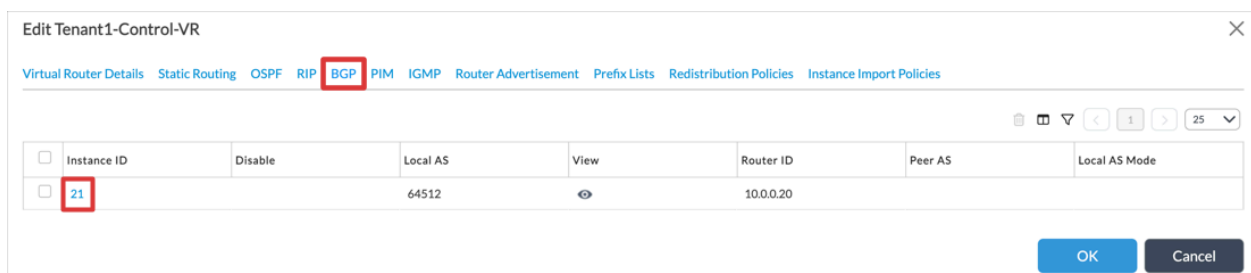 Edit Tenant1-Control-VR
Virtual Router Details Static Routing OSPF RIP BGP PIM IGMP Router Advertisement Prefix Lists Redistribution Policies Instance Import Policies
1 25
Instance ID Disable Local AS View Router ID Peer AS Local AS Mode
21 64512 10.0.0.20
OK Cancel